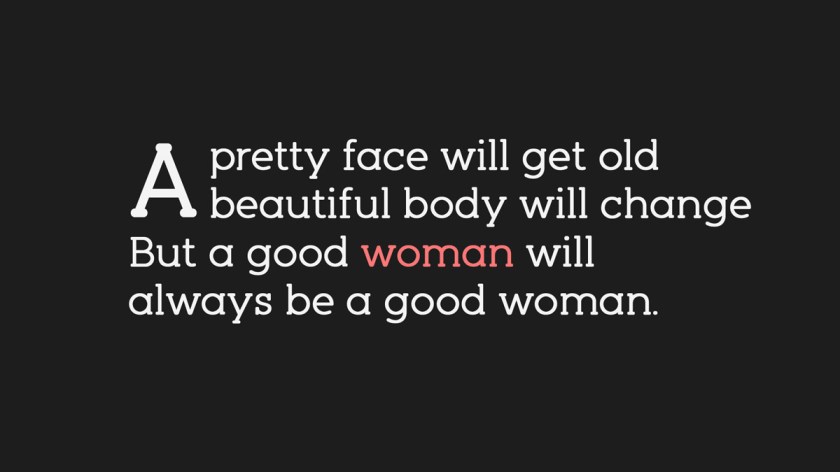 A pretty face will get old
beautiful body will change
But a good woman will
always be a good woman.